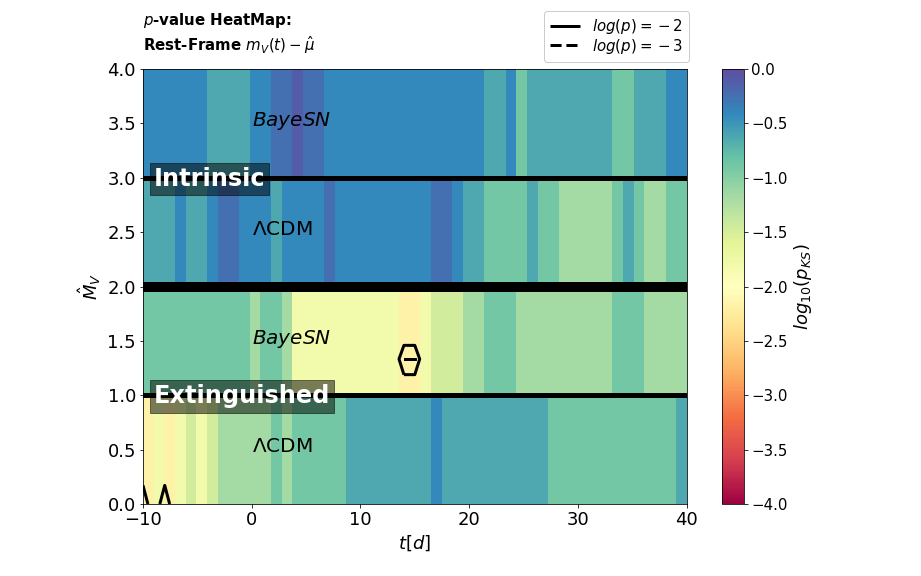 p-value HeatMap:
Rest-Frame m_V(t) − μ̂
log(p) = −2
log(p) = −3
4.0
3.5
3.0
2.5
2.0
1.5
1.0
0.5
0.0
M̂_V
BayeSN
Intrinsic
ΛCDM
BayeSN
Extinguished
ΛCDM
−10
0
10
20
30
40
t[d]
0.0
−0.5
−1.0
−1.5
−2.0
−2.5
−3.0
−3.5
−4.0
log₁₀(p_KS)